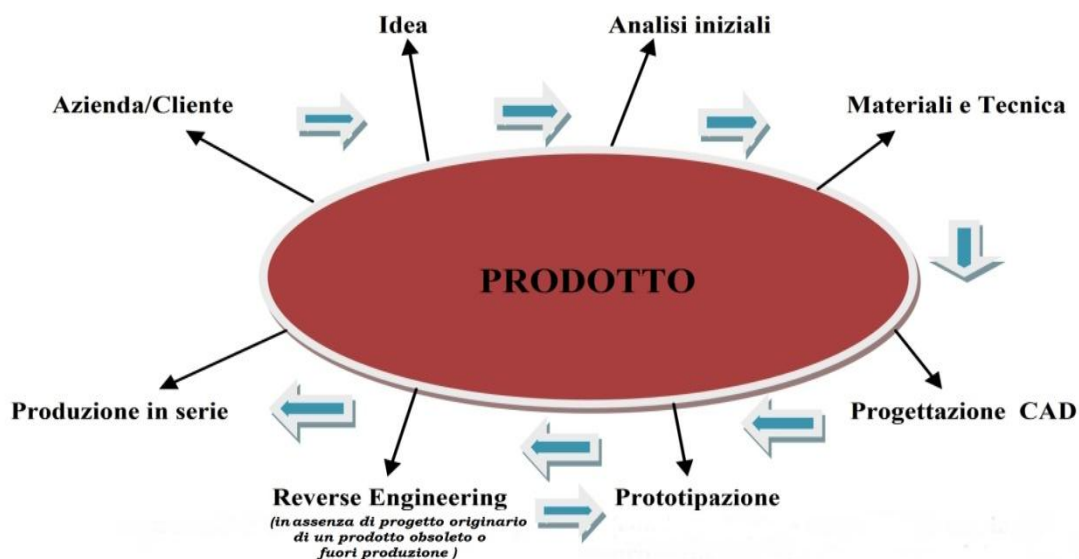 Idea
Analisi iniziali
Azienda/Cliente
Materiali e Tecnica
PRODOTTO
Produzione in serie
Progettazione CAD
Reverse Engineering
(in assenza di progetto originario
di un prodotto obsoleto o
fuori produzione )
Prototipazione